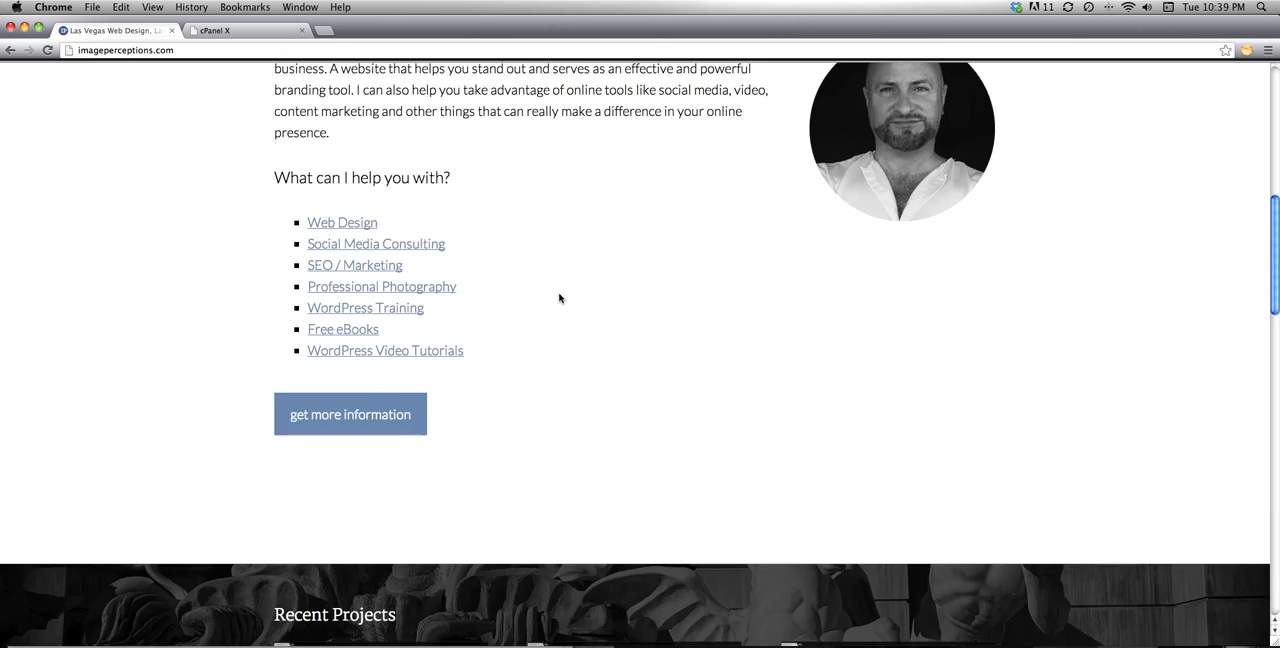 Chrome File Edit View History Bookmarks Window Help
11 Tue 10:39 PM
Las Vegas Web Design, La
cPanel X
imageperceptions.com
business. A website that helps you stand out and serves as an effective and powerful
branding tool. I can also help you take advantage of online tools like social media, video,
content marketing and other things that can really make a difference in your online
presence.
What can I help you with?
Web Design
Social Media Consulting
SEO / Marketing
Professional Photography
WordPress Training
Free eBooks
WordPress Video Tutorials
get more information
Recent Projects